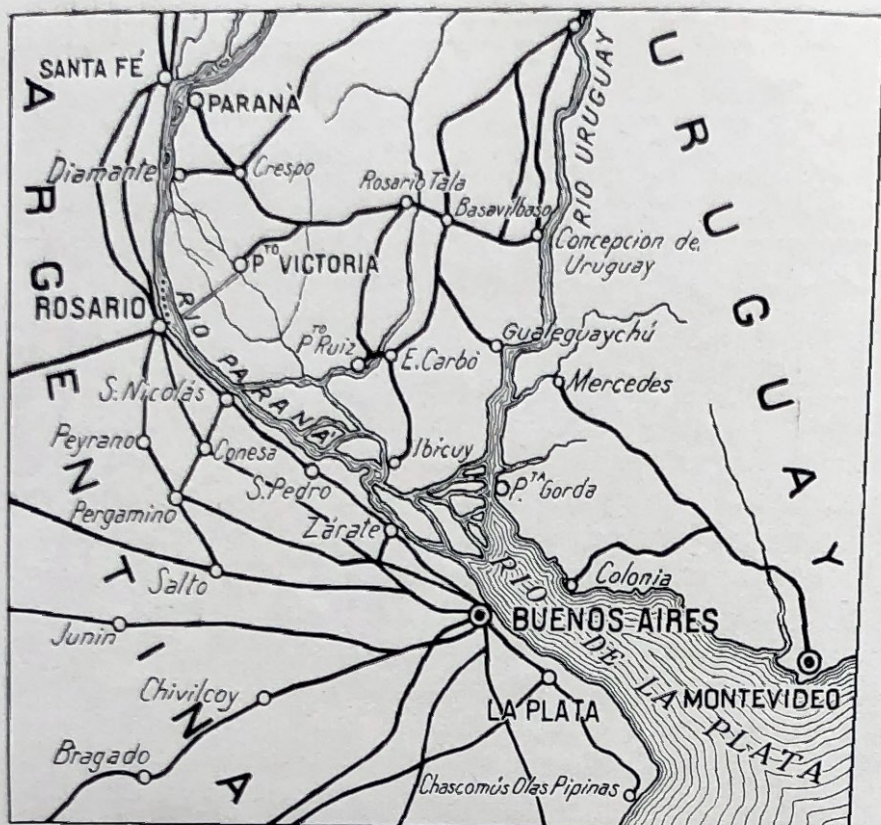 SANTA FÉ
PARANÀ
Diamante
Crespo
Rosario Tala
Basavilbaso
Concepcion de
Uruguay
RIO URUGUAY
URUGUAY
ARGENTINA
PTO VICTORIA
ROSARIO
RIO PARANÁ
PTO Ruiz
E. Carbó
Gualeguaychú
Mercedes
S. Nicolás
Peyrano
Conesa
Ibicuy
S. Pedro
PTA Gorda
Pergamino
Zárate
Salto
Colonia
RIO DE LA PLATA
BUENOS AIRES
Junin
MONTEVIDEO
Chivilcoy
LA PLATA
Bragado
Chascomús Olas Pipinas